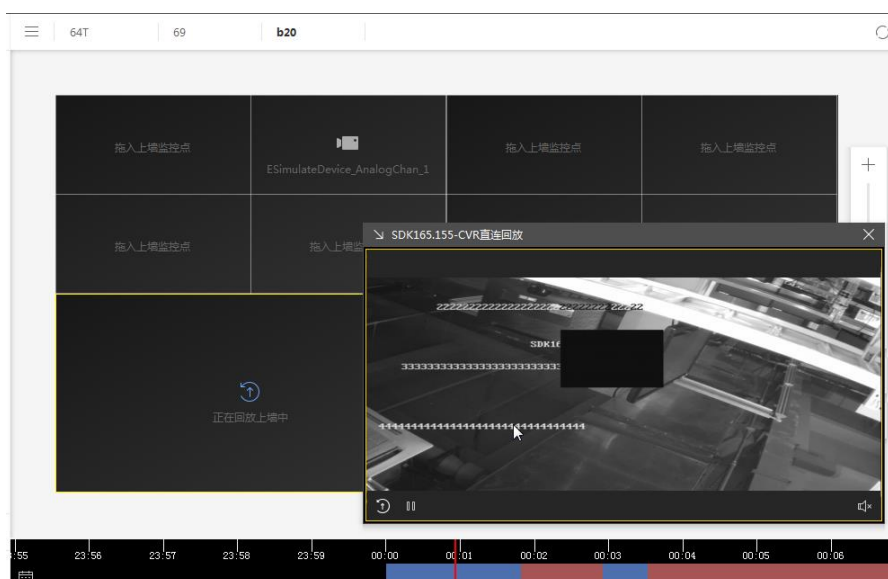 64T 69 b20
拖入上墙监控点 拖入上墙监控点 拖入上墙监控点
ESimulateDevice_AnalogChan_1
SDK165.155-CVR直连回放
拖入上墙监控点 拖入上墙监
SDK16
正在回放上墙中
:55 23:56 23:57 23:58 23:59 00:00 00:01 00:02 00:03 00:04 00:05 00:06